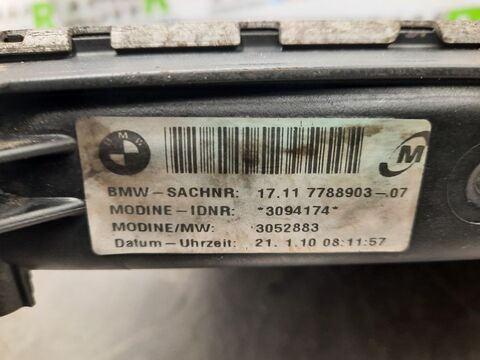 BMW
BMW-SACHNR: 17.11 7788903-07
MODINE-IDNR: *3094174*
MODINE/MW: 3052883
Datum-Uhrzeit: 21. 1.10 08:11:57